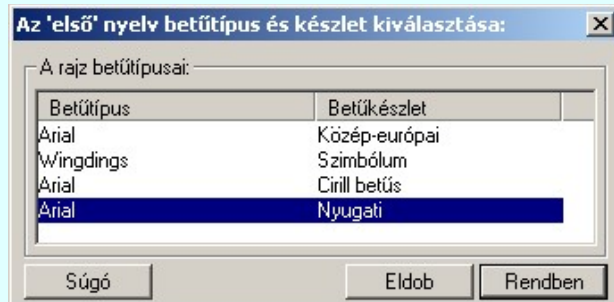 Az 'első' nyelv betűtípus és készlet kiválasztása:
A rajz betűtípusai:
Betűtípus Betűkészlet
Arial Közép-európai
Wingdings Szimbólum
Arial Cirill betűs
Arial Nyugati
Súgó Eldob Rendben